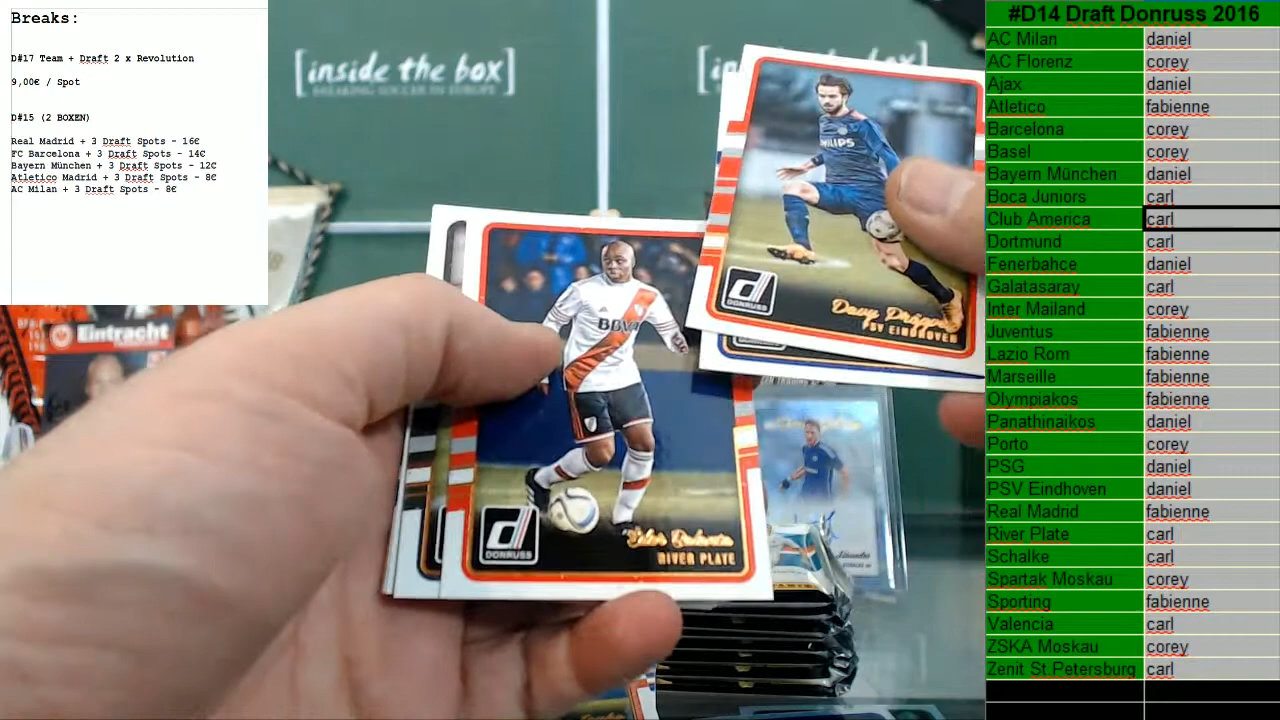 Breaks:
D#17 Team + Draft 2 x Revolution
9,00€ / Spot
D#15 (2 BOXEN)
Real Madrid + 3 Draft Spots - 16€
FC Barcelona + 3 Draft Spots - 14€
Bayern München + 3 Draft Spots - 12€
Atletico Madrid + 3 Draft Spots - 8€
AC Milan + 3 Draft Spots - 8€
[inside the box]
BREAKING SOCCER IN EUROPE
Eintracht
PHILIPS
DONRUSS
Davy
PSV EINDHOVEN
BBVA
DONRUSS
RIVER PLATE
#D14 Draft Donruss 2016
AC Milan daniel
AC Florenz corey
Ajax daniel
Atletico fabienne
Barcelona corey
Basel corey
Bayern München daniel
Boca Juniors carl
Club America carl
Dortmund carl
Fenerbahce daniel
Galatasaray carl
Inter Mailand corey
Juventus fabienne
Lazio Rom fabienne
Marseille fabienne
Olympiakos fabienne
Panathinaikos daniel
Porto corey
PSG daniel
PSV Eindhoven daniel
Real Madrid fabienne
River Plate carl
Schalke carl
Spartak Moskau corey
Sporting fabienne
Valencia carl
ZSKA Moskau corey
Zenit St.Petersburg carl